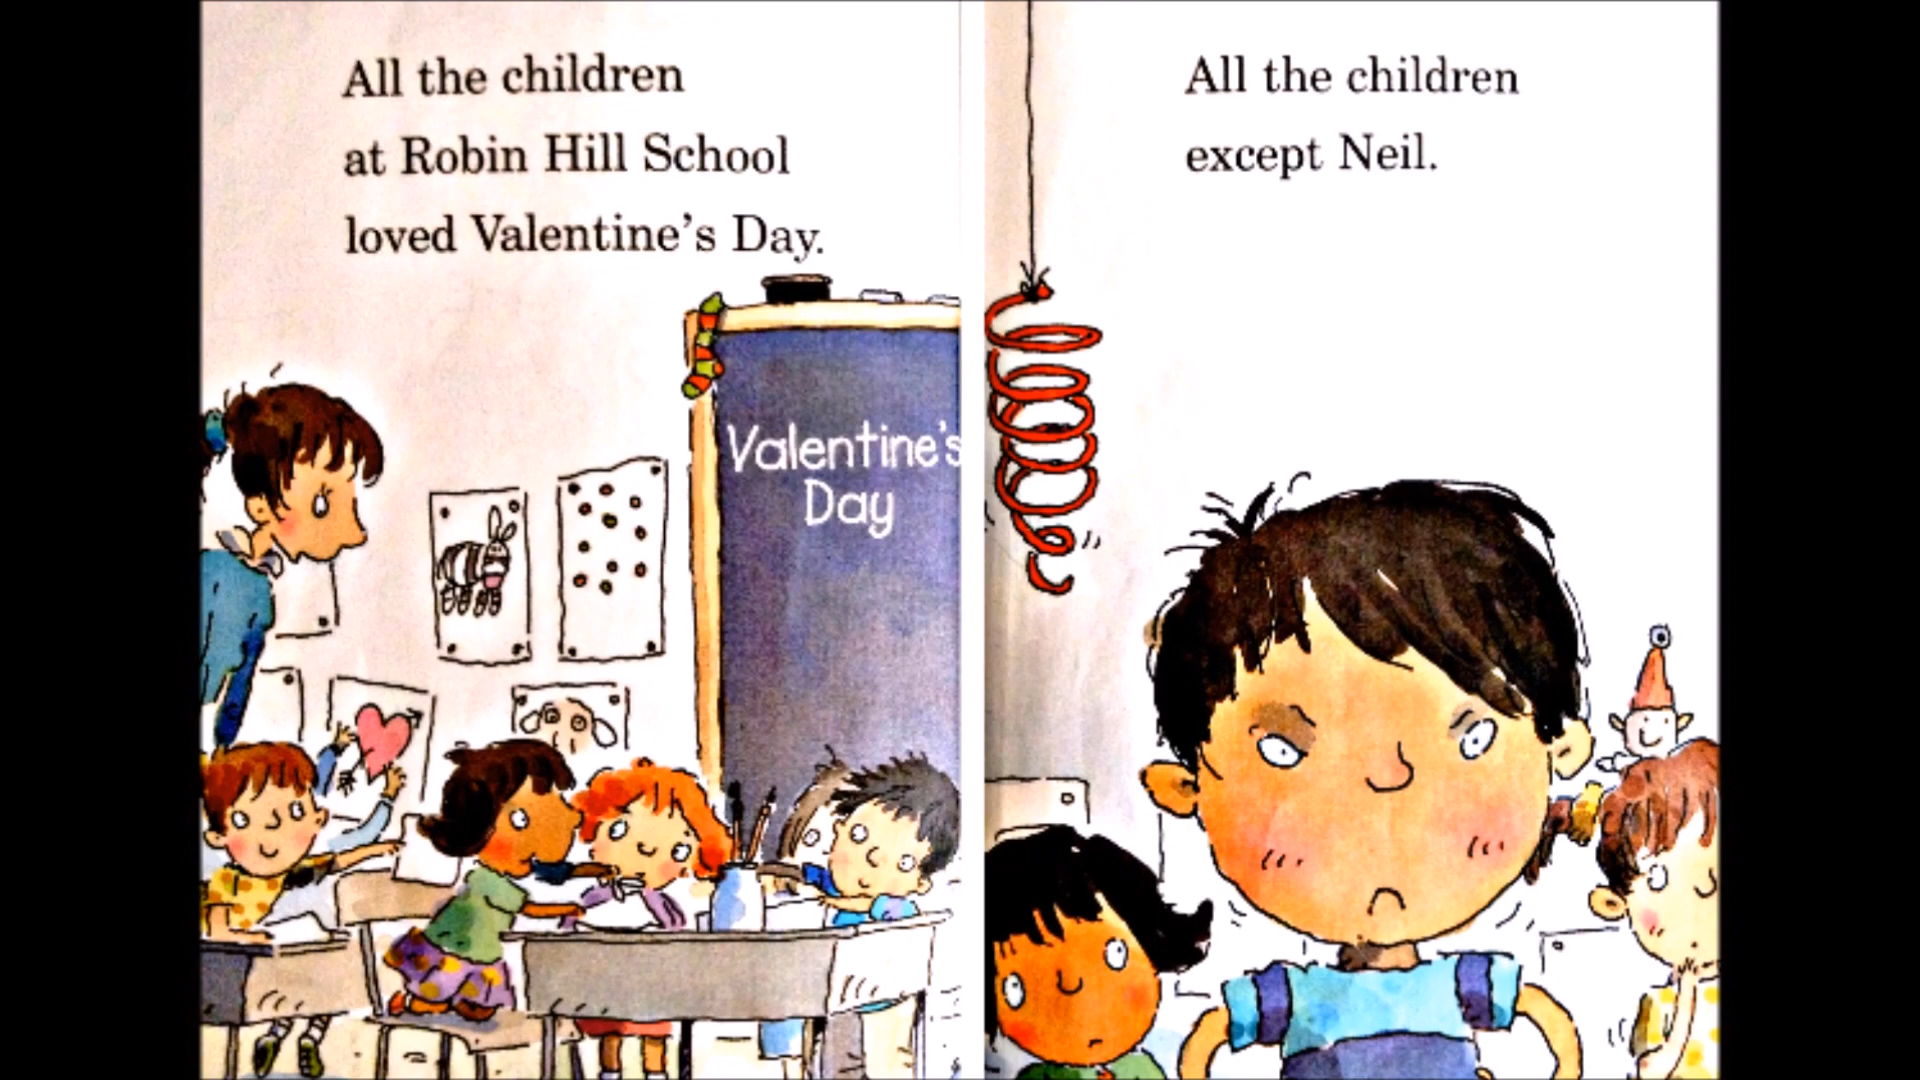 All the children
at Robin Hill School
loved Valentine's Day.
Valentine's
Day
All the children
except Neil.